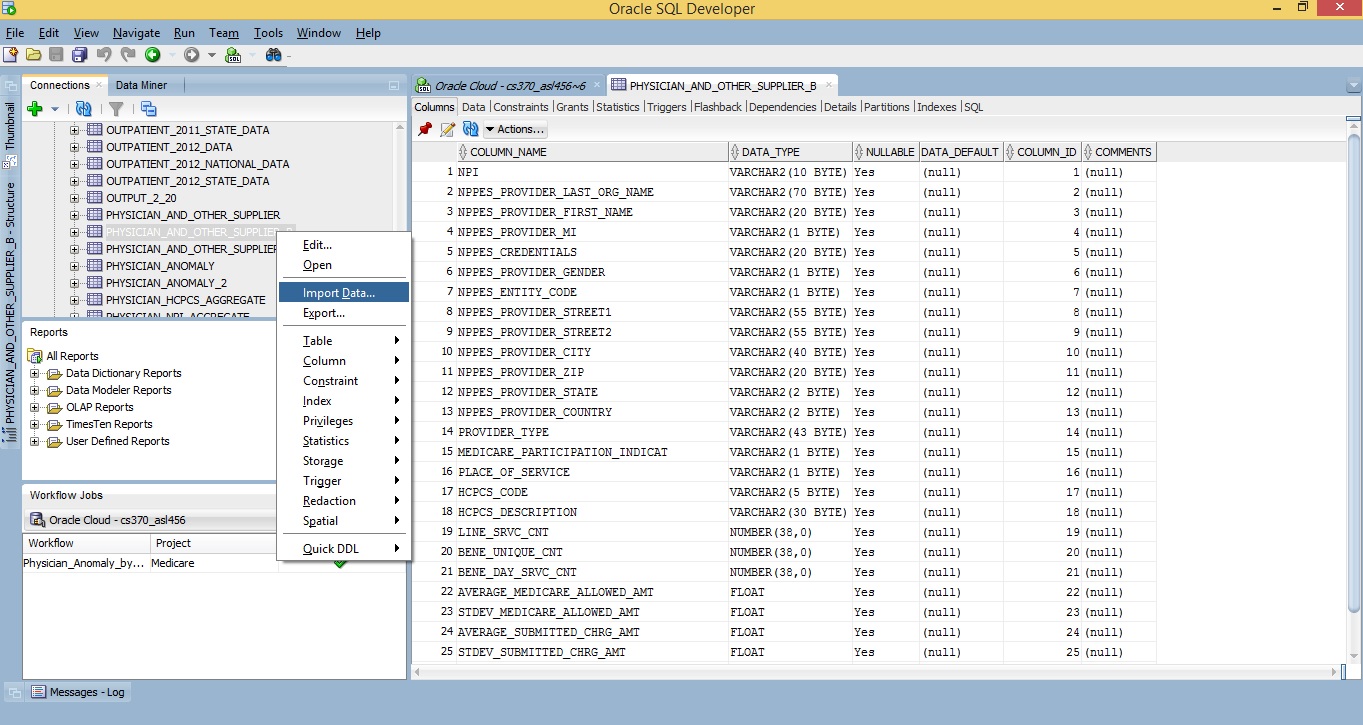 Oracle SQL Developer
File Edit View Navigate Run Team Tools Window Help
Connections
Data Miner
OUTPATIENT_2011_STATE_DATA
OUTPATIENT_2012_DATA
OUTPATIENT_2012_NATIONAL_DATA
OUTPATIENT_2012_STATE_DATA
OUTPUT_2_20
PHYSICIAN_AND_OTHER_SUPPLIER
PHYSICIAN_AND_OTHER_SUPPLIER
PHYSICIAN_AND_OTHER_SUPPLIER
PHYSICIAN_ANOMALY
PHYSICIAN_ANOMALY_2
PHYSICIAN_HCPCS_AGGREGATE
PHYSICIAN_NPI_AGGREGATE
Thumbnail
PHYSICIAN_AND_OTHER_SUPPLIER_B - Structure
Reports
All Reports
Data Dictionary Reports
Data Modeler Reports
OLAP Reports
TimesTen Reports
User Defined Reports
Workflow Jobs
Oracle Cloud - cs370_asl456
Workflow Project
Physician_Anomaly_by... Medicare
Messages - Log
Edit...
Open
Import Data...
Export...
Table
Column
Constraint
Index
Privileges
Statistics
Storage
Trigger
Redaction
Spatial
Quick DDL
Oracle Cloud - cs370_asl456~6
PHYSICIAN_AND_OTHER_SUPPLIER_B
Columns Data Constraints Grants Statistics Triggers Flashback Dependencies Details Partitions Indexes SQL
Actions...
COLUMN_NAME DATA_TYPE NULLABLE DATA_DEFAULT COLUMN_ID COMMENTS
1 NPI VARCHAR2(10 BYTE) Yes (null) 1 (null)
2 NPPES_PROVIDER_LAST_ORG_NAME VARCHAR2(70 BYTE) Yes (null) 2 (null)
3 NPPES_PROVIDER_FIRST_NAME VARCHAR2(20 BYTE) Yes (null) 3 (null)
4 NPPES_PROVIDER_MI VARCHAR2(1 BYTE) Yes (null) 4 (null)
5 NPPES_CREDENTIALS VARCHAR2(20 BYTE) Yes (null) 5 (null)
6 NPPES_PROVIDER_GENDER VARCHAR2(1 BYTE) Yes (null) 6 (null)
7 NPPES_ENTITY_CODE VARCHAR2(1 BYTE) Yes (null) 7 (null)
8 NPPES_PROVIDER_STREET1 VARCHAR2(55 BYTE) Yes (null) 8 (null)
9 NPPES_PROVIDER_STREET2 VARCHAR2(55 BYTE) Yes (null) 9 (null)
10 NPPES_PROVIDER_CITY VARCHAR2(40 BYTE) Yes (null) 10 (null)
11 NPPES_PROVIDER_ZIP VARCHAR2(20 BYTE) Yes (null) 11 (null)
12 NPPES_PROVIDER_STATE VARCHAR2(2 BYTE) Yes (null) 12 (null)
13 NPPES_PROVIDER_COUNTRY VARCHAR2(2 BYTE) Yes (null) 13 (null)
14 PROVIDER_TYPE VARCHAR2(43 BYTE) Yes (null) 14 (null)
15 MEDICARE_PARTICIPATION_INDICAT VARCHAR2(1 BYTE) Yes (null) 15 (null)
16 PLACE_OF_SERVICE VARCHAR2(1 BYTE) Yes (null) 16 (null)
17 HCPCS_CODE VARCHAR2(5 BYTE) Yes (null) 17 (null)
18 HCPCS_DESCRIPTION VARCHAR2(30 BYTE) Yes (null) 18 (null)
19 LINE_SRVC_CNT NUMBER(38,0) Yes (null) 19 (null)
20 BENE_UNIQUE_CNT NUMBER(38,0) Yes (null) 20 (null)
21 BENE_DAY_SRVC_CNT NUMBER(38,0) Yes (null) 21 (null)
22 AVERAGE_MEDICARE_ALLOWED_AMT FLOAT Yes (null) 22 (null)
23 STDEV_MEDICARE_ALLOWED_AMT FLOAT Yes (null) 23 (null)
24 AVERAGE_SUBMITTED_CHRG_AMT FLOAT Yes (null) 24 (null)
25 STDEV_SUBMITTED_CHRG_AMT FLOAT Yes (null) 25 (null)